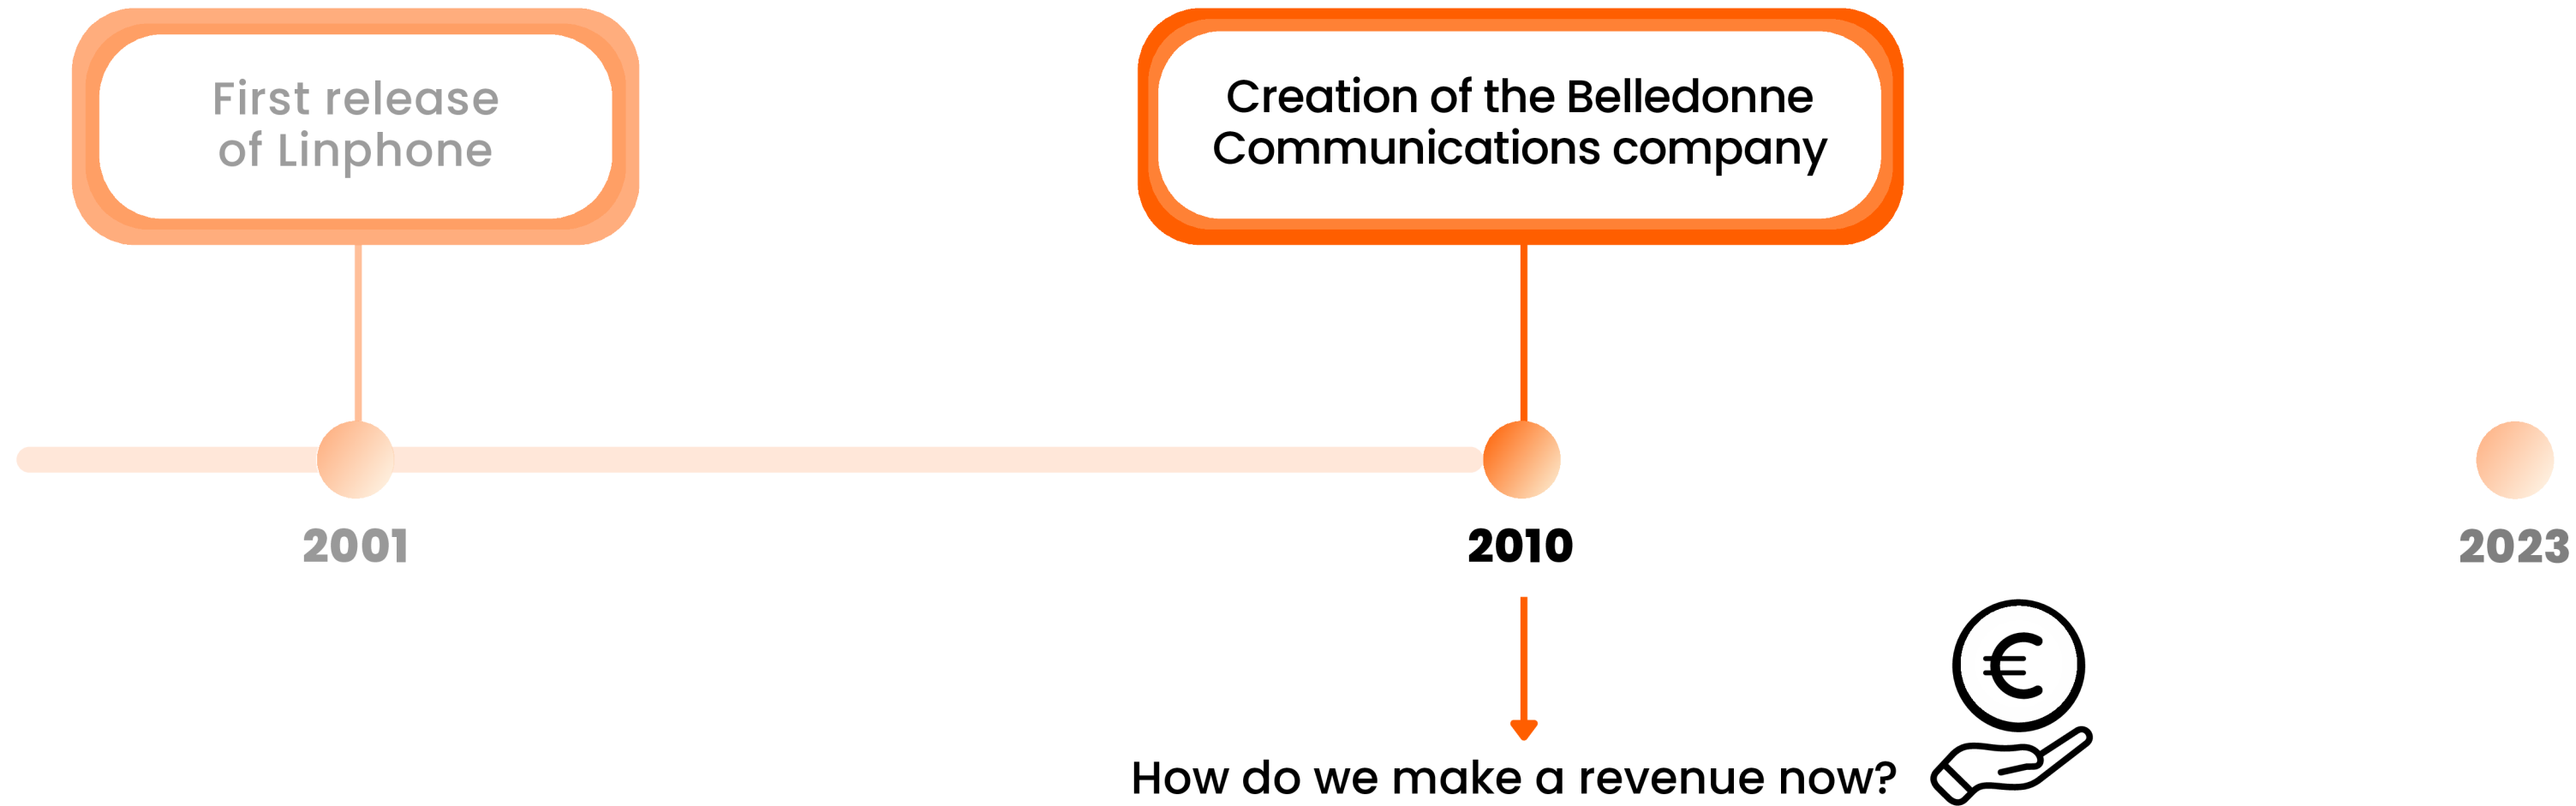 First release
of Linphone
Creation of the Belledonne
Communications company
2001
2010
2023
€
How do we make a revenue now?